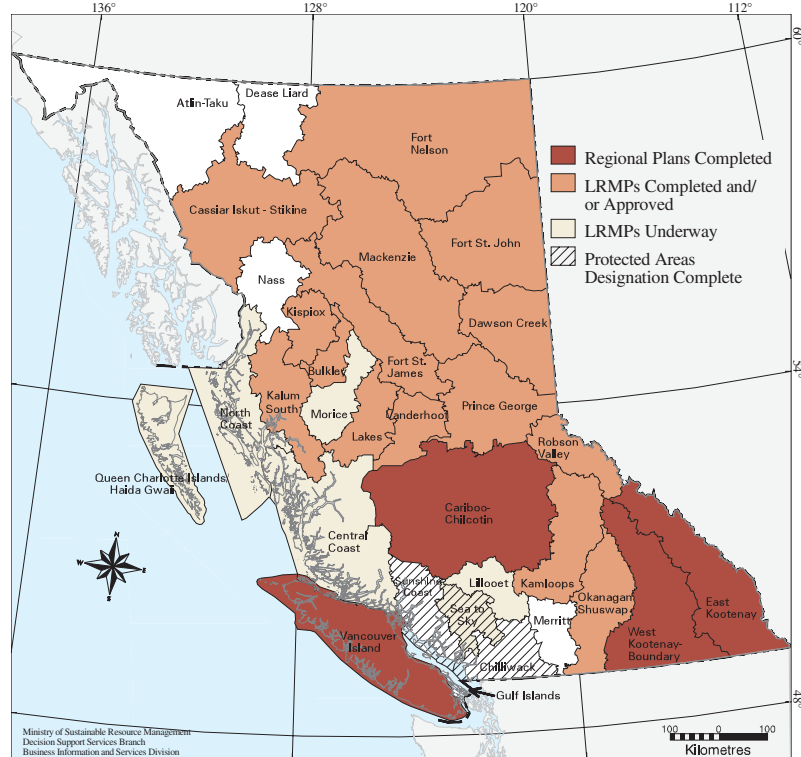 136°
128°
120°
112°
60°
Atlin-Taku
Dease Liard
Fort
Nelson
Regional Plans Completed
LRMPs Completed and/
or Approved
LRMPs Underway
Protected Areas
Designation Complete
Cassiar Iskut - Stikine
Fort St. John
Mackenzie
Nass
Kispiox
Dawson Creek
54°
Bulkley
Fort St.
James
Kalum
South
Morice
North
Coast
Lakes
Vanderhoof
Prince George
Robson
Valley
Queen Charlotte Islands/
Haida Gwaii
Cariboo-
Chilcotin
Central
Coast
N
W
E
S
Sunshine
Coast
Lillooet
Kamloops
Okanagan
Shuswap
East
Kootenay
Sea to
Sky
Merritt
Vancouver
Island
West
Kootenay-
Boundary
Chilliwack
Gulf Islands
48°
Ministry of Sustainable Resource Management
Decision Support Services Branch
Business Information and Services Division
100 0 100
Kilometres